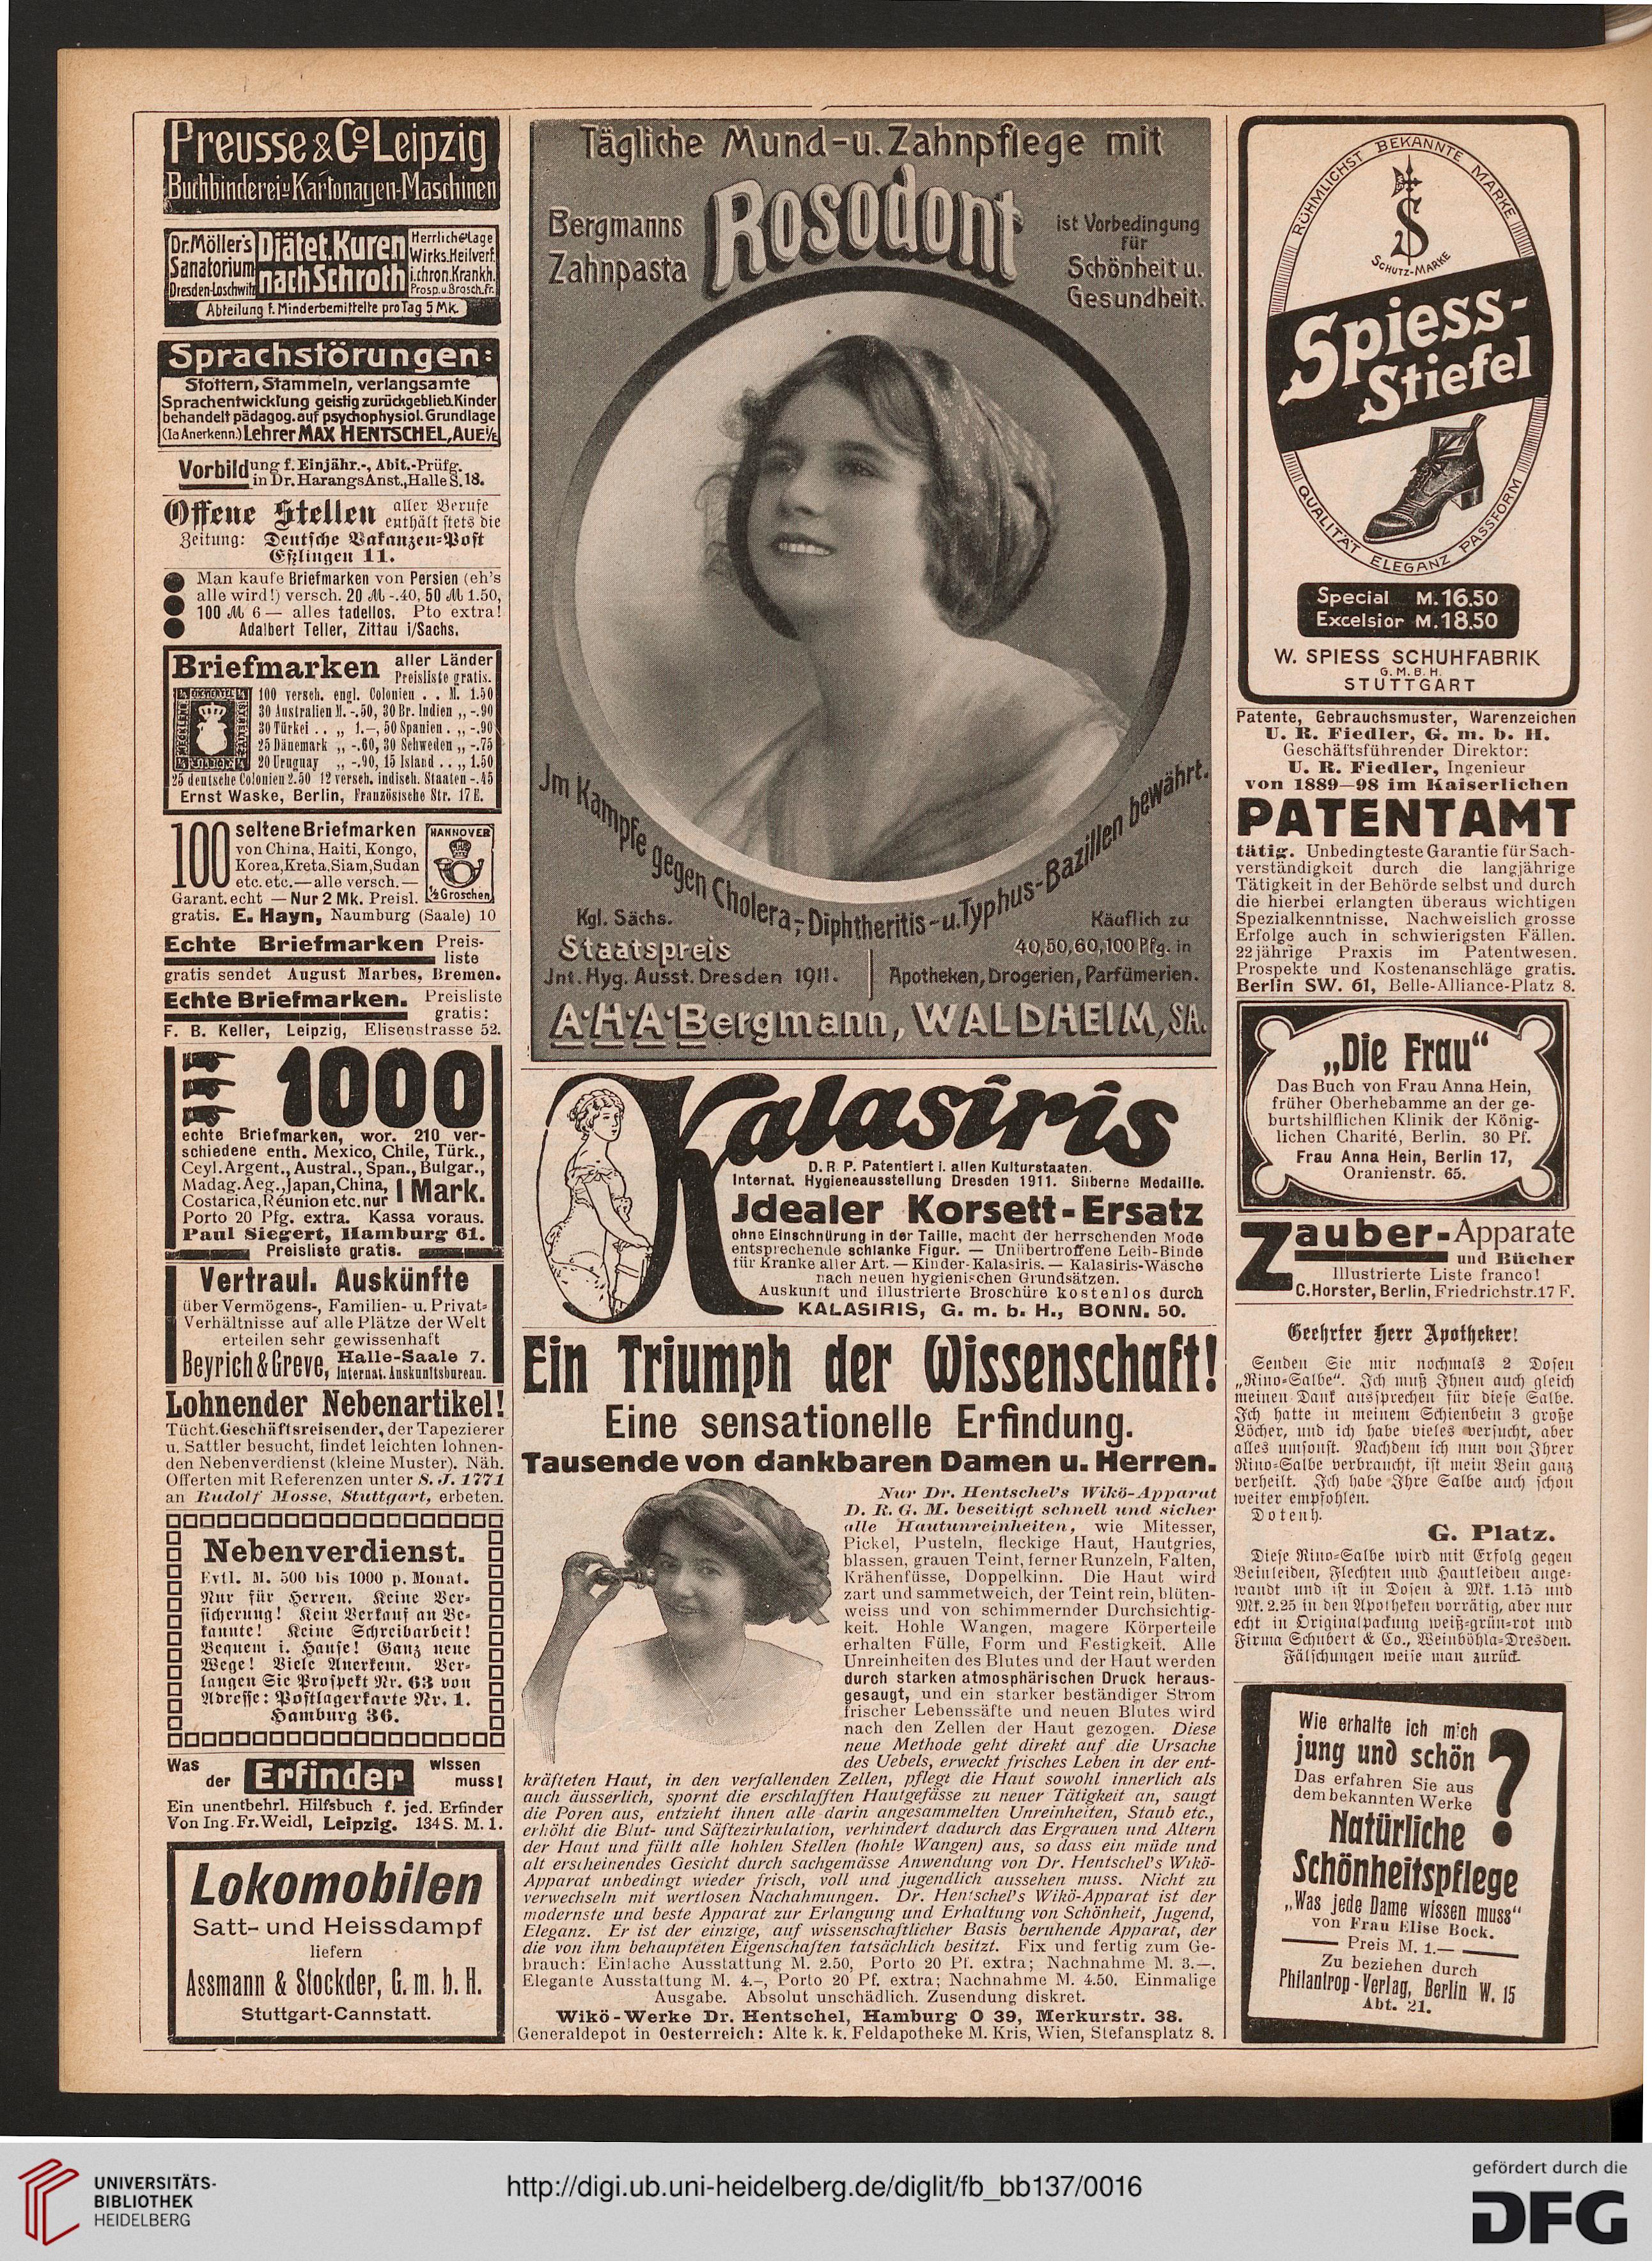 Preusse & Co Leipzig
Buchbinderei-u Kartonagen-Maschinen
Dr. Möller's
Sanatorium
Dresden-Loschwitz
Diätet. Kuren
nach Schroth
Herrliche Lage
Wirks. Heilverf.
i. chron. Krankh.
Prosp. u. Brosch. fr.
Abteilung f. Minderbemittelte pro Tag 5 Mk.
Sprachstörungen:
Stottern, Stammeln, verlangsamte
Sprachentwicklung geistig zurückgeblieb. Kinder
behandelt pädagog. auf psychophysiol. Grundlage
(Ia Anerkenn.) Lehrer MAX HENTSCHEL, AUE i/E
Vorbildung f. Einjähr.-, Abit.-Prüfg.
in Dr. Harangs Anst., Halle S. 18.
Offene Stellen aller Berufe
enthält stets die
Zeitung: Deutsche Vakanzen-Post
Eßlingen 11.
Man kaufe Briefmarken von Persien (eh's
alle wird!) versch. 20 M -.40, 50 M 1.50,
100 M 6 — alles tadellos. Pto extra!
Adalbert Teller, Zittau i/Sachs.
Briefmarken aller Länder
Preisliste gratis.
100 versch. engl. Colonien . . M. 1.50
30 Australien M. -.50, 30 Br. Indien „ -.90
30 Türkei . . „ 1.—, 50 Spanien . „ -.90
25 Dänemark „ -.60, 30 Schweden „ -.75
20 Uruguay „ -.90, 15 Island . . „ 1.50
25 deutsche Colonien 2.50 12 versch. indisch. Staaten -.45
Ernst Waske, Berlin, Französische Str. 17 E.
100 seltene Briefmarken
von China, Haiti, Kongo,
Korea, Kreta, Siam, Sudan
etc. etc. — alle versch. —
Garant. echt — Nur 2 Mk. Preisl.
gratis. E. Hayn, Naumburg (Saale) 10
HANNOVER
½ Groschen
Echte Briefmarken Preis-
liste
gratis sendet August Marbes, Bremen.
Echte Briefmarken. Preisliste
gratis:
F. B. Keller, Leipzig, Elisenstrasse 52.
1000
echte Briefmarken, wor. 210 ver-
schiedene enth. Mexico, Chile, Türk.,
Ceyl. Argent., Austral., Span., Bulgar.,
Madag. Aeg., Japan, China,
Costarica, Réunion etc. nur 1 Mark.
Porto 20 Pfg. extra. Kassa voraus.
Paul Siegert, Hamburg 61.
Preisliste gratis.
Vertraul. Auskünfte
über Vermögens-, Familien- u. Privat-
Verhältnisse auf alle Plätze der Welt
erteilen sehr gewissenhaft
Beyrich & Greve, Halle-Saale 7.
Internat. Auskunftsbureau.
Lohnender Nebenartikel!
Tücht. Geschäftsreisender, der Tapezierer
u. Sattler besucht, findet leichten lohnen-
den Nebenverdienst (kleine Muster). Näh.
Offerten mit Referenzen unter S. J. 1771
an Rudolf Mosse, Stuttgart, erbeten.
Nebenverdienst.
Evtl. M. 500 bis 1000 p. Monat.
Nur für Herren. Keine Ver-
sicherung! Kein Verkauf an Be-
kannte! Keine Schreibarbeit!
Bequem i. Hause! Ganz neue
Wege! Viele Anerkenn. Ver-
langen Sie Prospekt Nr. 63 von
Adresse: Postlagerkarte Nr. 1.
Hamburg 36.
Was
der Erfinder wissen
muss!
Ein unentbehrl. Hilfsbuch f. jed. Erfinder
Von Ing. Fr. Weidl, Leipzig. 134 S. M. 1.
Lokomobilen
Satt- und Heissdampf
liefern
Assmann & Stockder, G. m. b. H.
Stuttgart-Cannstatt.
Tägliche Mund-u. Zahnpflege mit
Bergmanns
Zahnpasta
Rosodont
ist Vorbedingung
für
Schönheit u.
Gesundheit.
Im Kampfe gegen Cholera-, Diphtheritis-u. Typhus-Bazillen bewährt.
Kgl. Sächs.
Staatspreis
Int. Hyg. Ausst. Dresden 1911.
Käuflich zu
40, 50, 60, 100 Pfg. in
Apotheken, Drogerien, Parfümerien.
A·H·A·Bergmann, WALDHEIM, SA.
Kalasiris
D. R. P. Patentiert i. allen Kulturstaaten.
Internat. Hygieneausstellung Dresden 1911. Silberne Medaille.
Idealer Korsett-Ersatz
ohne Einschnürung in der Taille, macht der herrschenden Mode
entsprechende schlanke Figur. — Unübertroffene Leib-Binde
für Kranke aller Art. — Kinder-Kalasiris. — Kalasiris-Wäsche
nach neuen hygienischen Grundsätzen.
Auskunft und illustrierte Broschüre kostenlos durch
KALASIRIS, G. m. b. H., BONN. 50.
Ein Triumph der Wissenschaft!
Eine sensationelle Erfindung.
Tausende von dankbaren Damen u. Herren.
Nur Dr. Hentschel's Wikö-Apparat
D. R. G. M. beseitigt schnell und sicher
alle Hautunreinheiten, wie Mitesser,
Pickel, Pusteln, fleckige Haut, Hautgries,
blassen, grauen Teint, ferner Runzeln, Falten,
Krähenfüsse, Doppelkinn. Die Haut wird
zart und sammetweich, der Teint rein, blüten-
weiss und von schimmernder Durchsichtig-
keit. Hohle Wangen, magere Körperteile
erhalten Fülle, Form und Festigkeit. Alle
Unreinheiten des Blutes und der Haut werden
durch starken atmosphärischen Druck heraus-
gesaugt, und ein starker beständiger Strom
frischer Lebenssäfte und neuen Blutes wird
nach den Zellen der Haut gezogen. Diese
neue Methode geht direkt auf die Ursache
des Uebels, erweckt frisches Leben in der ent-
kräfteten Haut, in den verfallenden Zellen, pflegt die Haut sowohl innerlich als
auch äusserlich, spornt die erschlafften Hautgefässe zu neuer Tätigkeit an, saugt
die Poren aus, entzieht ihnen alle darin angesammelten Unreinheiten, Staub etc.,
erhöht die Blut- und Säftezirkulation, verhindert dadurch das Ergrauen und Altern
der Haut und füllt alle hohlen Stellen (hohle Wangen) aus, so dass ein müde und
alt erscheinendes Gesicht durch sachgemässe Anwendung von Dr. Hentschel's Wikö-
Apparat unbedingt wieder frisch, voll und jugendlich aussehen muss. Nicht zu
verwechseln mit wertlosen Nachahmungen. Dr. Hentschel's Wikö-Apparat ist der
modernste und beste Apparat zur Erlangung und Erhaltung von Schönheit, Jugend,
Eleganz. Er ist der einzige, auf wissenschaftlicher Basis beruhende Apparat, der
die von ihm behaupteten Eigenschaften tatsächlich besitzt. Fix und fertig zum Ge-
brauch: Einfache Ausstattung M. 2.50, Porto 20 Pf. extra; Nachnahme M. 3.—.
Elegante Ausstattung M. 4.—, Porto 20 Pf. extra; Nachnahme M. 4.50. Einmalige
Ausgabe. Absolut unschädlich. Zusendung diskret.
Wikö-Werke Dr. Hentschel, Hamburg O 39, Merkurstr. 38.
Generaldepot in Oesterreich: Alte k. k. Feldapotheke M. Kris, Wien, Stefansplatz 8.
RÜHMLICHST BEKANNTE MARKE
SCHUTZ-MARKE
Spiess-
Stiefel
QUALITÄT ELEGANZ PASSFORM
Special M. 16.50
Excelsior M. 18.50
W. SPIESS SCHUHFABRIK
G. M. B. H.
STUTTGART
Patente, Gebrauchsmuster, Warenzeichen
U. R. Fiedler, G. m. b. H.
Geschäftsführender Direktor:
U. R. Fiedler, Ingenieur
von 1889—98 im Kaiserlichen
PATENTAMT
tätig. Unbedingteste Garantie für Sach-
verständigkeit durch die langjährige
Tätigkeit in der Behörde selbst und durch
die hierbei erlangten überaus wichtigen
Spezialkenntnisse. Nachweislich grosse
Erfolge auch in schwierigsten Fällen.
22jährige Praxis im Patentwesen.
Prospekte und Kostenanschläge gratis.
Berlin SW. 61, Belle-Alliance-Platz 8.
„Die Frau“
Das Buch von Frau Anna Hein,
früher Oberhebamme an der ge-
burtshilflichen Klinik der König-
lichen Charité, Berlin. 30 Pf.
Frau Anna Hein, Berlin 17,
Oranienstr. 65.
Zauber-Apparate
und Bücher
Illustrierte Liste franco!
C. Horster, Berlin, Friedrichstr. 17 F.
Geehrter Herr Apotheker!
Senden Sie mir nochmals 2 Dosen
„Rino-Salbe“. Ich muß Ihnen auch gleich
meinen Dank aussprechen für diese Salbe.
Ich hatte in meinem Schienbein 3 große
Löcher, und ich habe vieles versucht, aber
alles umsonst. Nachdem ich nun von Ihrer
Rino-Salbe verbraucht, ist mein Bein ganz
verheilt. Ich habe Ihre Salbe auch schon
weiter empfohlen.
Dotenh.
G. Platz.
Diese Rino-Salbe wird mit Erfolg gegen
Beinleiden, Flechten und Hautleiden ange-
wandt und ist in Dosen à Mk. 1.15 und
Mk. 2.25 in den Apotheken vorrätig, aber nur
echt in Originalpackung weiß-grün-rot und
Firma Schubert & Co., Weinböhla-Dresden.
Fälschungen weise man zurück.
Wie erhalte ich mich
jung und schön ?
Das erfahren Sie aus
dem bekannten Werke
Natürliche
Schönheitspflege
„Was jede Dame wissen muss“
von Frau Elise Bock.
Preis M. 1.—
Zu beziehen durch
Philantrop-Verlag, Berlin W. 15
Abt. 21.
UNIVERSITÄTS-
BIBLIOTHEK
HEIDELBERG
http://digi.ub.uni-heidelberg.de/diglit/fb_bb137/0016
gefördert durch die
DFG